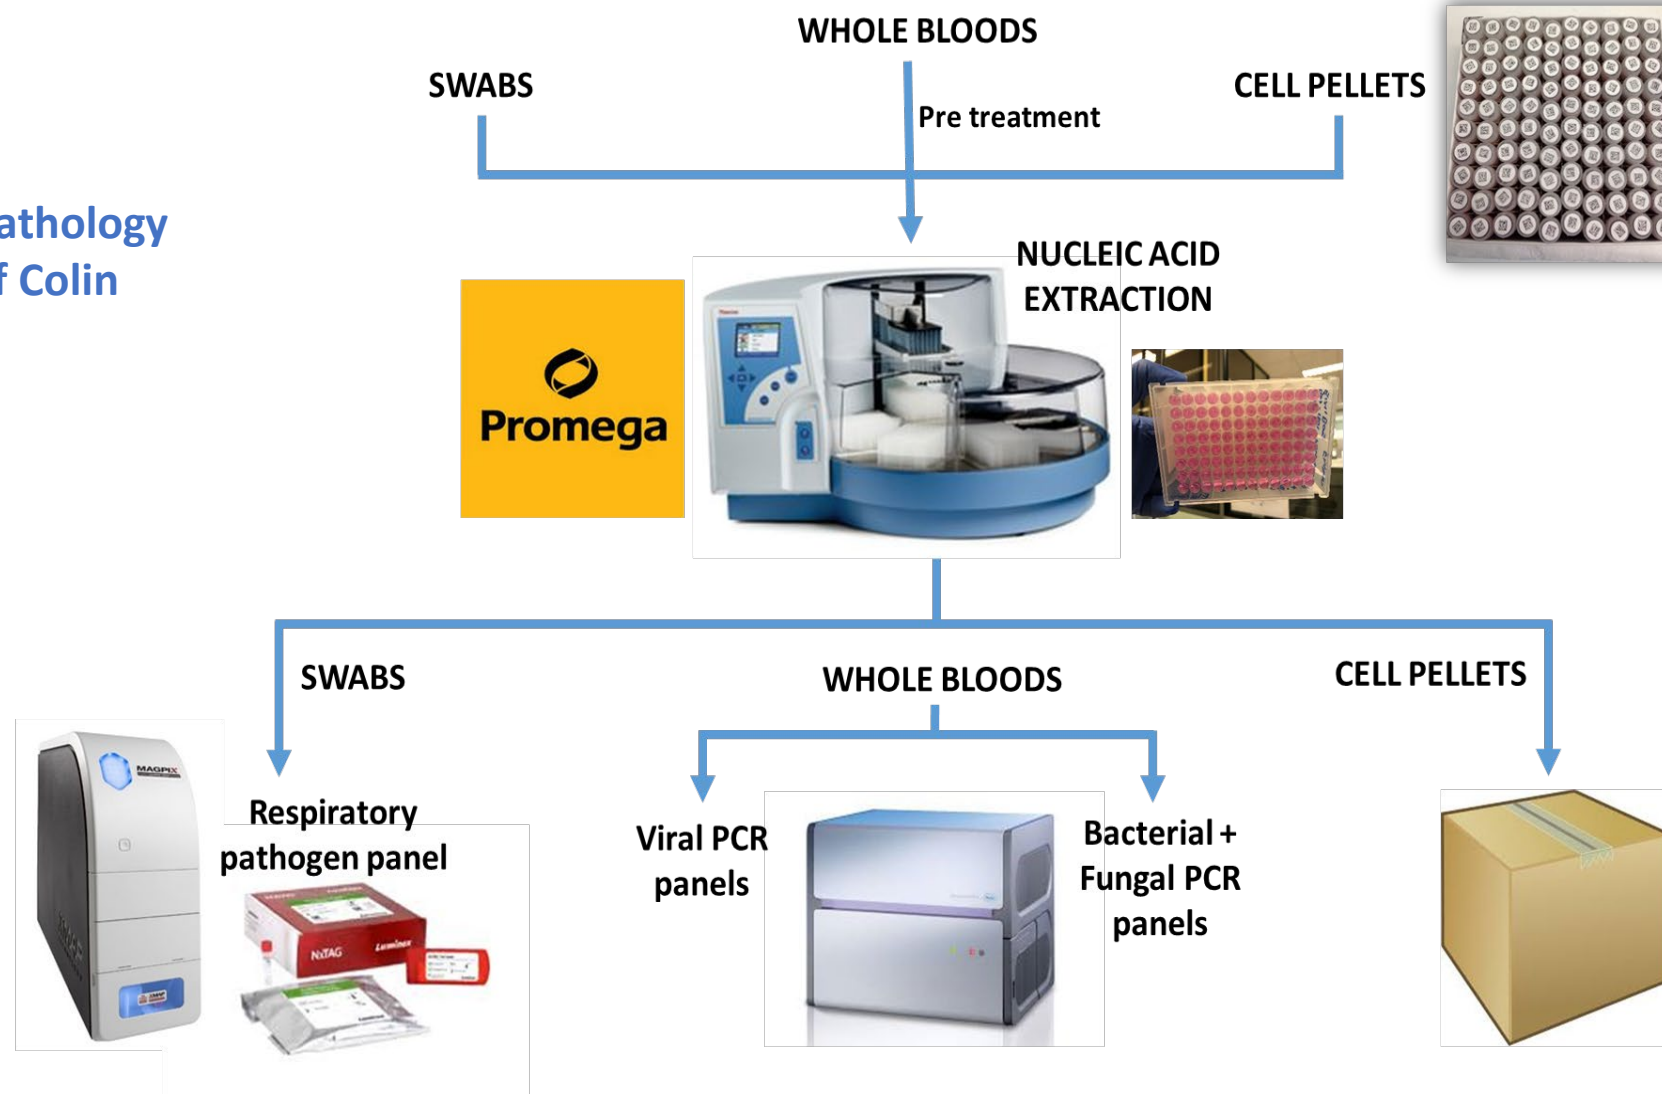 WHOLE BLOODS
SWABS
CELL PELLETS
Pre treatment
athology
f Colin
NUCLEIC ACID
EXTRACTION
Promega
SWABS
WHOLE BLOODS
CELL PELLETS
MAGPIX
Respiratory
pathogen panel
Viral PCR
panels
Bacterial +
Fungal PCR
panels
NxTAG
Luminex